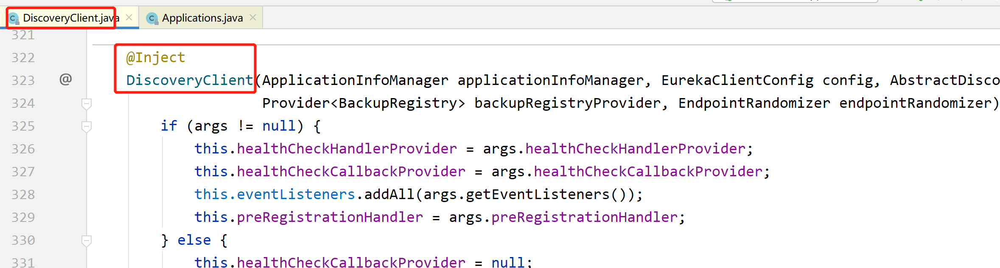 DiscoveryClient.java Applications.java
321
322 @Inject
323 @ DiscoveryClient(ApplicationInfoManager applicationInfoManager, EurekaClientConfig config, AbstractDisco
324 Provider<BackupRegistry> backupRegistryProvider, EndpointRandomizer endpointRandomizer)
325 if (args != null) {
326 this.healthCheckHandlerProvider = args.healthCheckHandlerProvider;
327 this.healthCheckCallbackProvider = args.healthCheckCallbackProvider;
328 this.eventListeners.addAll(args.getEventListeners());
329 this.preRegistrationHandler = args.preRegistrationHandler;
330 } else {
331 this.healthCheckCallbackProvider = null;